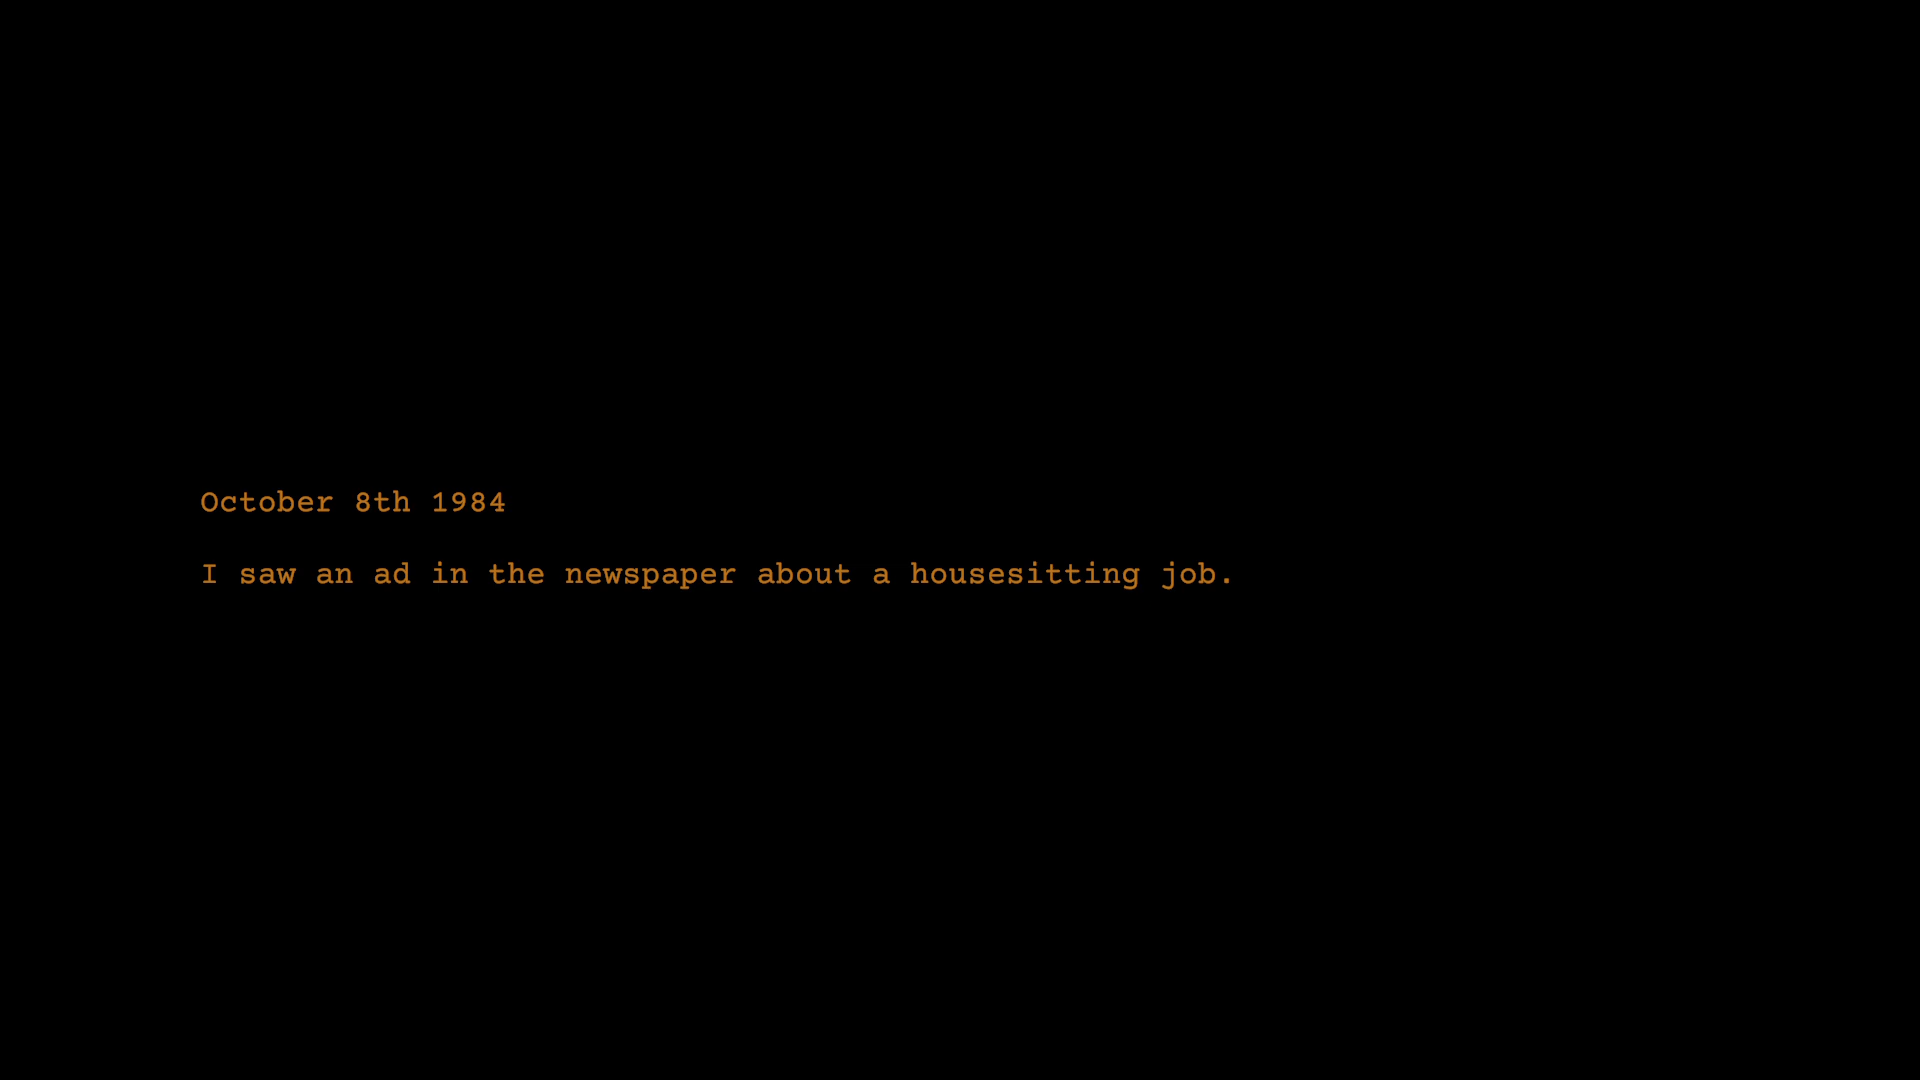 October 8th 1984
I saw an ad in the newspaper about a housesitting job.